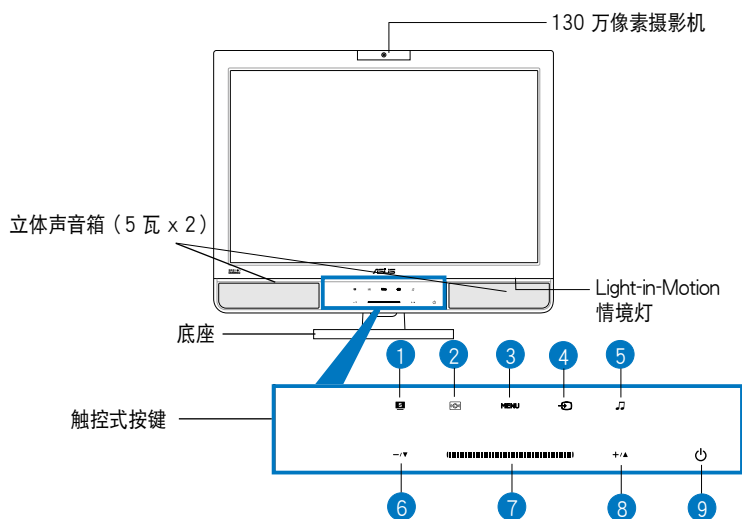 130 万像素摄影机
立体声音箱（5 瓦 x 2）
ASUS
Light-in-Motion
情境灯
底座
1 2 3 4 5
MENU
触控式按键
−/▼ +/▲
6 7 8 9